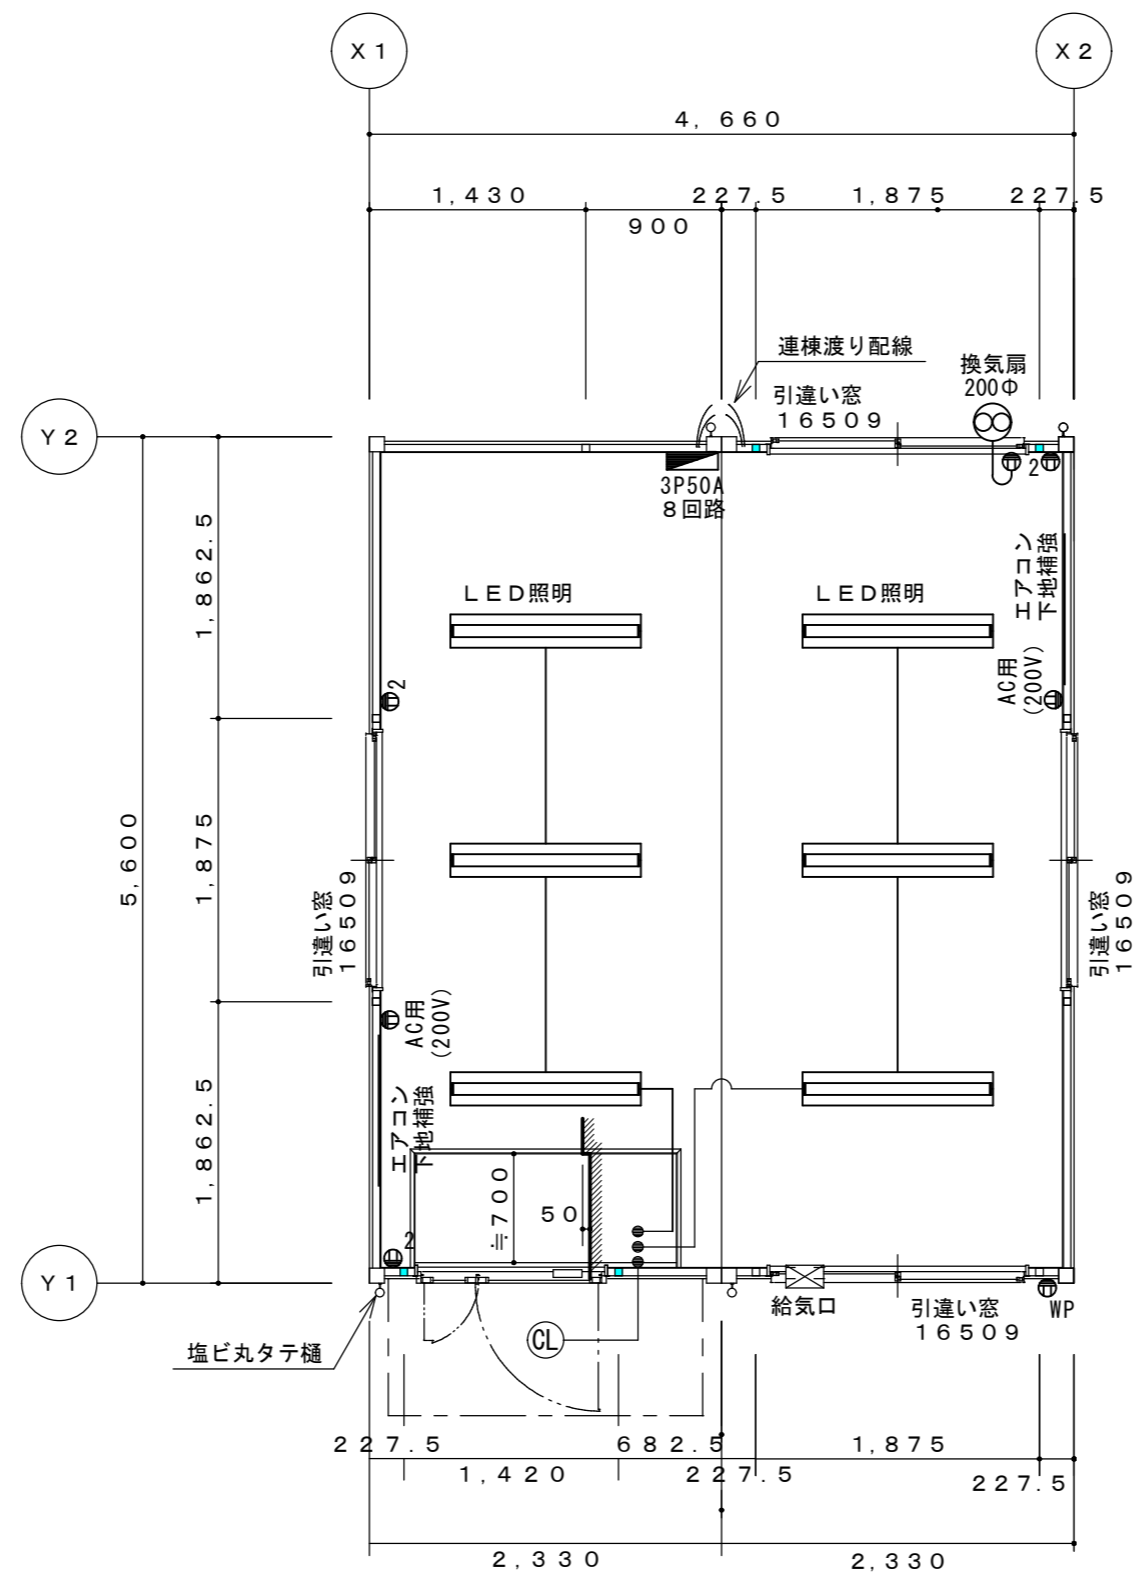 X1
X2
4,660
1,430
227.5
1,875
227.5
900
連棟渡り配線
換気扇
200Φ
引違い窓
16509
Y2
2
3P50A
8回路
エアコン
下地補強
LED照明
LED照明
1,862.5
AC用
(200V)
2
5,600
1,875
引違い窓
16509
引違い窓
16509
AC用
(200V)
エアコン
下地補強
1,862.5
≒700
50
2
Y1
給気口
引違い窓
16509
WP
塩ビ丸タテ樋
CL
227.5
682.5
1,875
1,420
227.5
227.5
2,330
2,330